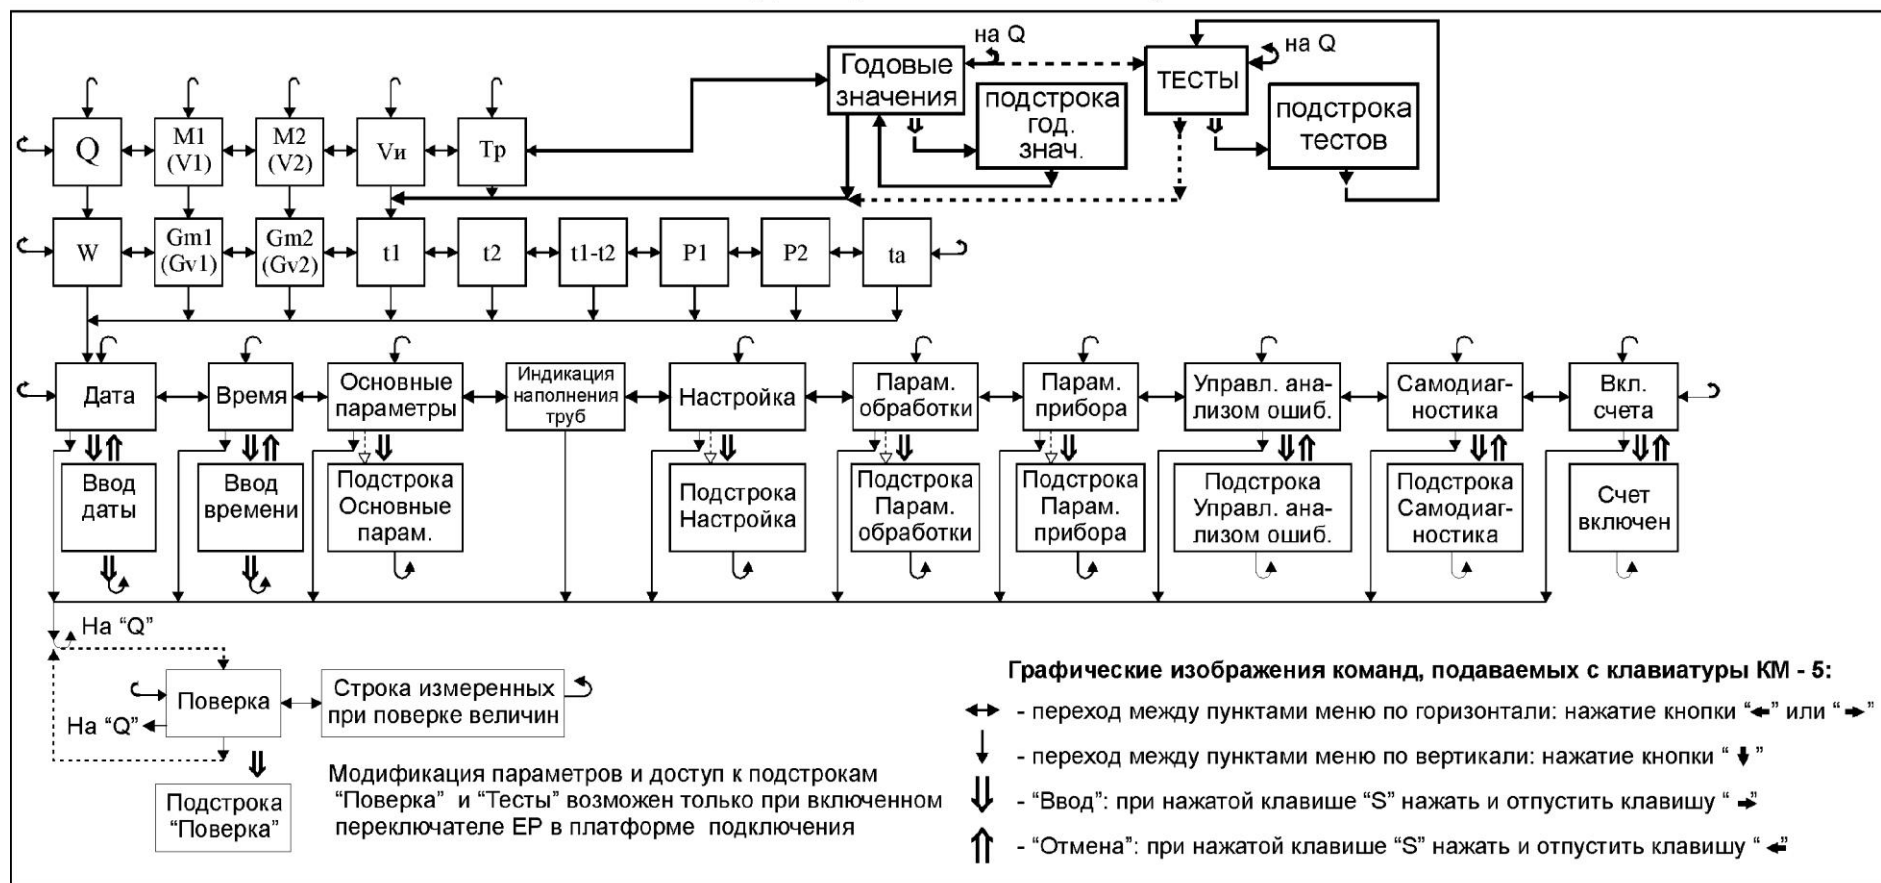 на Q
на Q
Годовые
значения
ТЕСТЫ
подстрока
год.
знач.
подстрока
тестов
Q
M1
(V1)
M2
(V2)
Vи
Тр
W
Gm1
(Gv1)
Gm2
(Gv2)
t1
t2
t1-t2
P1
P2
ta
Дата
Время
Основные
параметры
Индикация
наполнения
труб
Настройка
Парам.
обработки
Парам.
прибора
Управл. ана-
лизом ошиб.
Самодиаг-
ностика
Вкл.
счета
Ввод
даты
Ввод
времени
Подстрока
Основные
парам.
Подстрока
Настройка
Подстрока
Парам.
обработки
Подстрока
Парам.
прибора
Подстрока
Управл. ана-
лизом ошиб.
Подстрока
Самодиаг-
ностика
Счет
включен
На “Q”
Поверка
Строка измеренных
при поверке величин
На “Q”
Подстрока
“Поверка”
Модификация параметров и доступ к подстрокам
“Поверка” и “Тесты” возможен только при включенном
переключателе ЕР в платформе подключения
Графические изображения команд, подаваемых с клавиатуры КМ - 5:
- переход между пунктами меню по горизонтали: нажатие кнопки “←” или “→”
- переход между пунктами меню по вертикали: нажатие кнопки “↓”
- “Ввод”: при нажатой клавише “S” нажать и отпустить клавишу “→”
- “Отмена”: при нажатой клавише “S” нажать и отпустить клавишу “←”